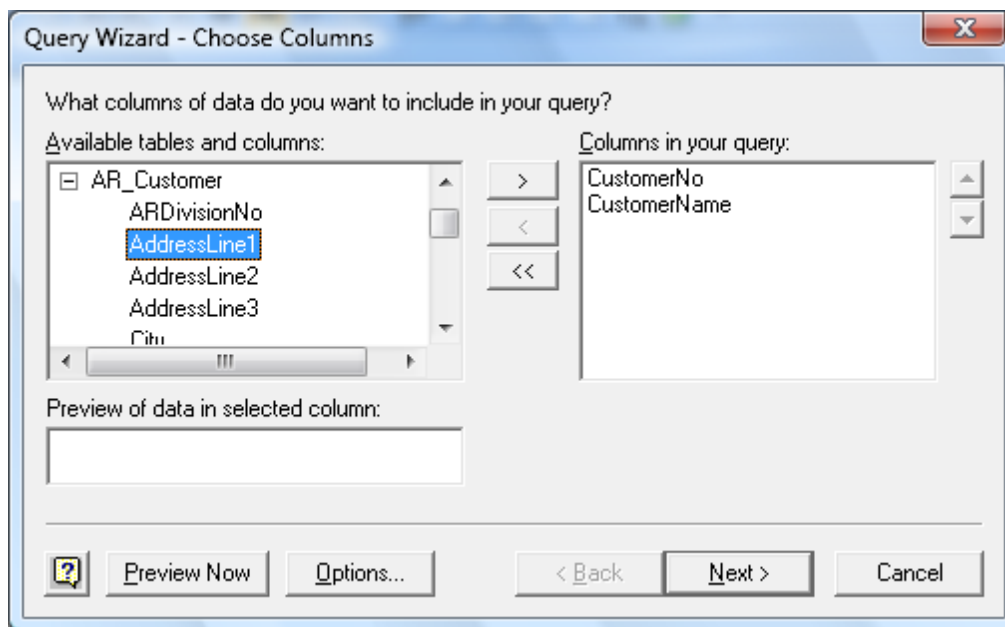 Query Wizard - Choose Columns
What columns of data do you want to include in your query?
Available tables and columns:
AR_Customer
ARDivisionNo
AddressLine1
AddressLine2
AddressLine3
City
>
<
<<
Columns in your query:
CustomerNo
CustomerName
Preview of data in selected column:
Preview Now
Options...
< Back
Next >
Cancel